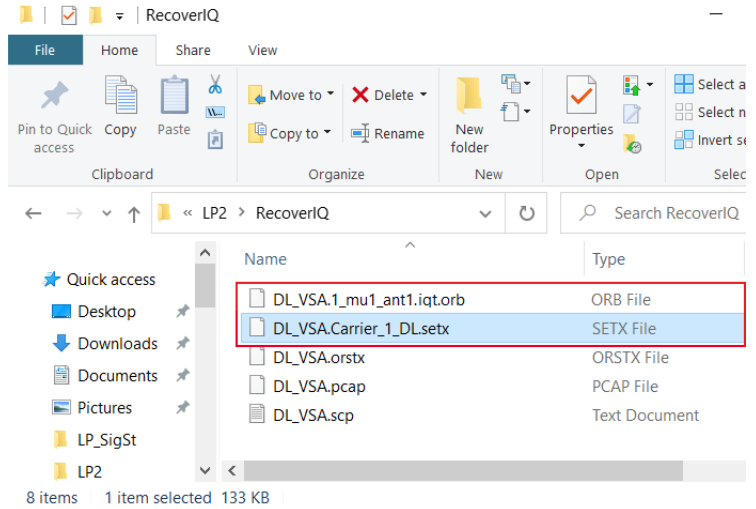 RecoverIQ
File Home Share View
Move to Delete Select a
Copy to Rename Select n
Pin to Quick access Copy Paste New folder Properties Invert se
Clipboard Organize New Open Selec
« LP2 > RecoverIQ Search RecoverIQ
Name Type
Quick access
DL_VSA.1_mu1_ant1.iqt.orb ORB File
Desktop DL_VSA.Carrier_1_DL.setx SETX File
Downloads DL_VSA.orstx ORSTX File
Documents DL_VSA.pcap PCAP File
Pictures DL_VSA.scp Text Document
LP_SigSt
LP2
8 items 1 item selected 133 KB